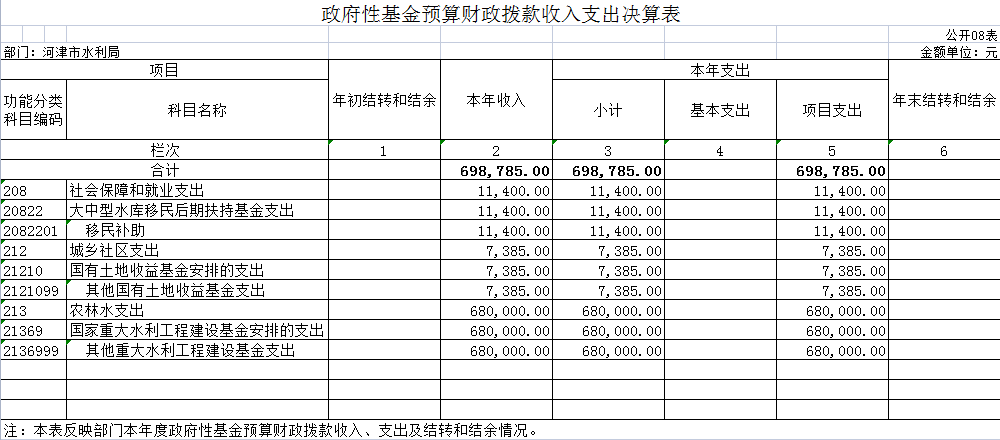 政府性基金预算财政拨款收入支出决算表
公开08表
部门：河津市水利局 金额单位：元
项目 年初结转和结余 本年收入 本年支出 年末结转和结余
功能分类科目编码 科目名称 小计 基本支出 项目支出
栏次 1 2 3 4 5 6
合计 698,785.00 698,785.00 698,785.00
208 社会保障和就业支出 11,400.00 11,400.00 11,400.00
20822 大中型水库移民后期扶持基金支出 11,400.00 11,400.00 11,400.00
2082201 移民补助 11,400.00 11,400.00 11,400.00
212 城乡社区支出 7,385.00 7,385.00 7,385.00
21210 国有土地收益基金安排的支出 7,385.00 7,385.00 7,385.00
2121099 其他国有土地收益基金支出 7,385.00 7,385.00 7,385.00
213 农林水支出 680,000.00 680,000.00 680,000.00
21369 国家重大水利工程建设基金安排的支出 680,000.00 680,000.00 680,000.00
2136999 其他重大水利工程建设基金支出 680,000.00 680,000.00 680,000.00
注：本表反映部门本年度政府性基金预算财政拨款收入、支出及结转和结余情况。